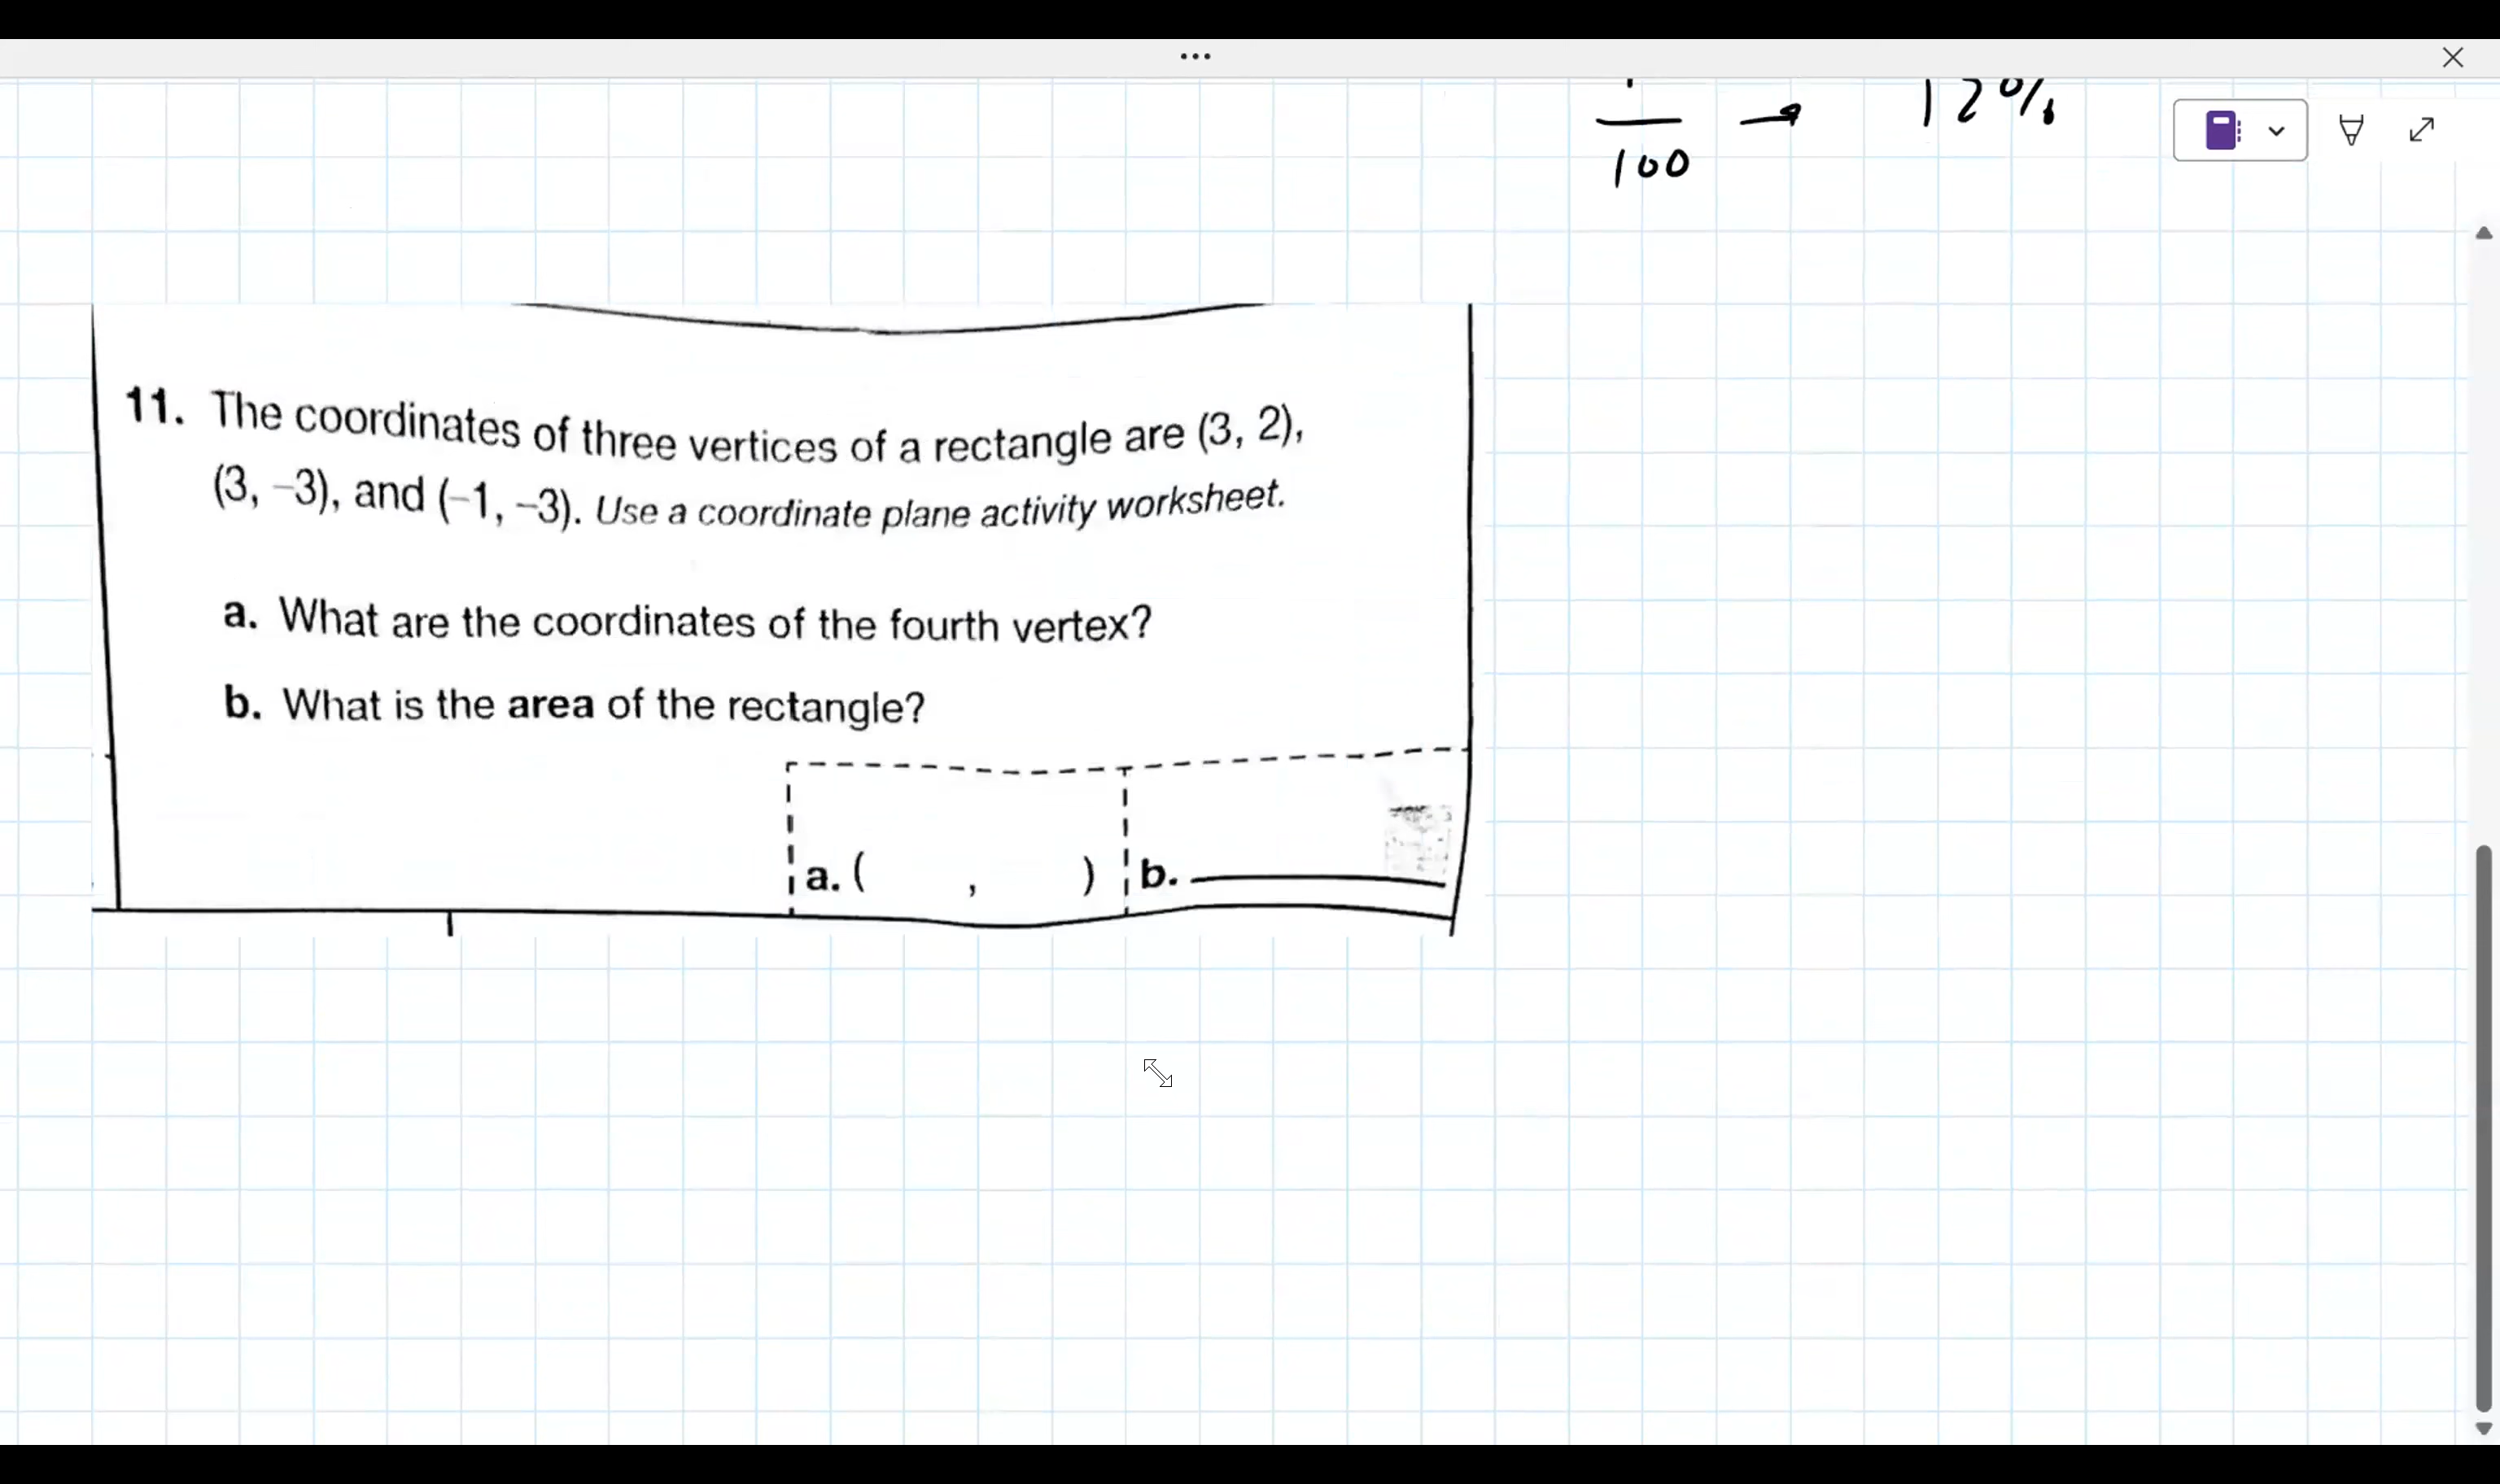 12%
100
11. The coordinates of three vertices of a rectangle are (3, 2),
(3, −3), and (−1, −3). Use a coordinate plane activity worksheet.
a. What are the coordinates of the fourth vertex?
b. What is the area of the rectangle?
a. ( , ) b.